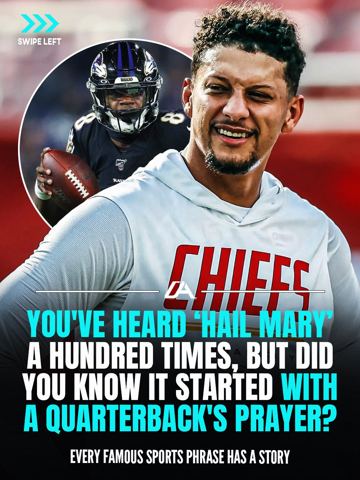 SWIPE LEFT
8
CHIEFS
YOU'VE HEARD 'HAIL MARY'
A HUNDRED TIMES, BUT DID
YOU KNOW IT STARTED WITH
A QUARTERBACK'S PRAYER?
EVERY FAMOUS SPORTS PHRASE HAS A STORY